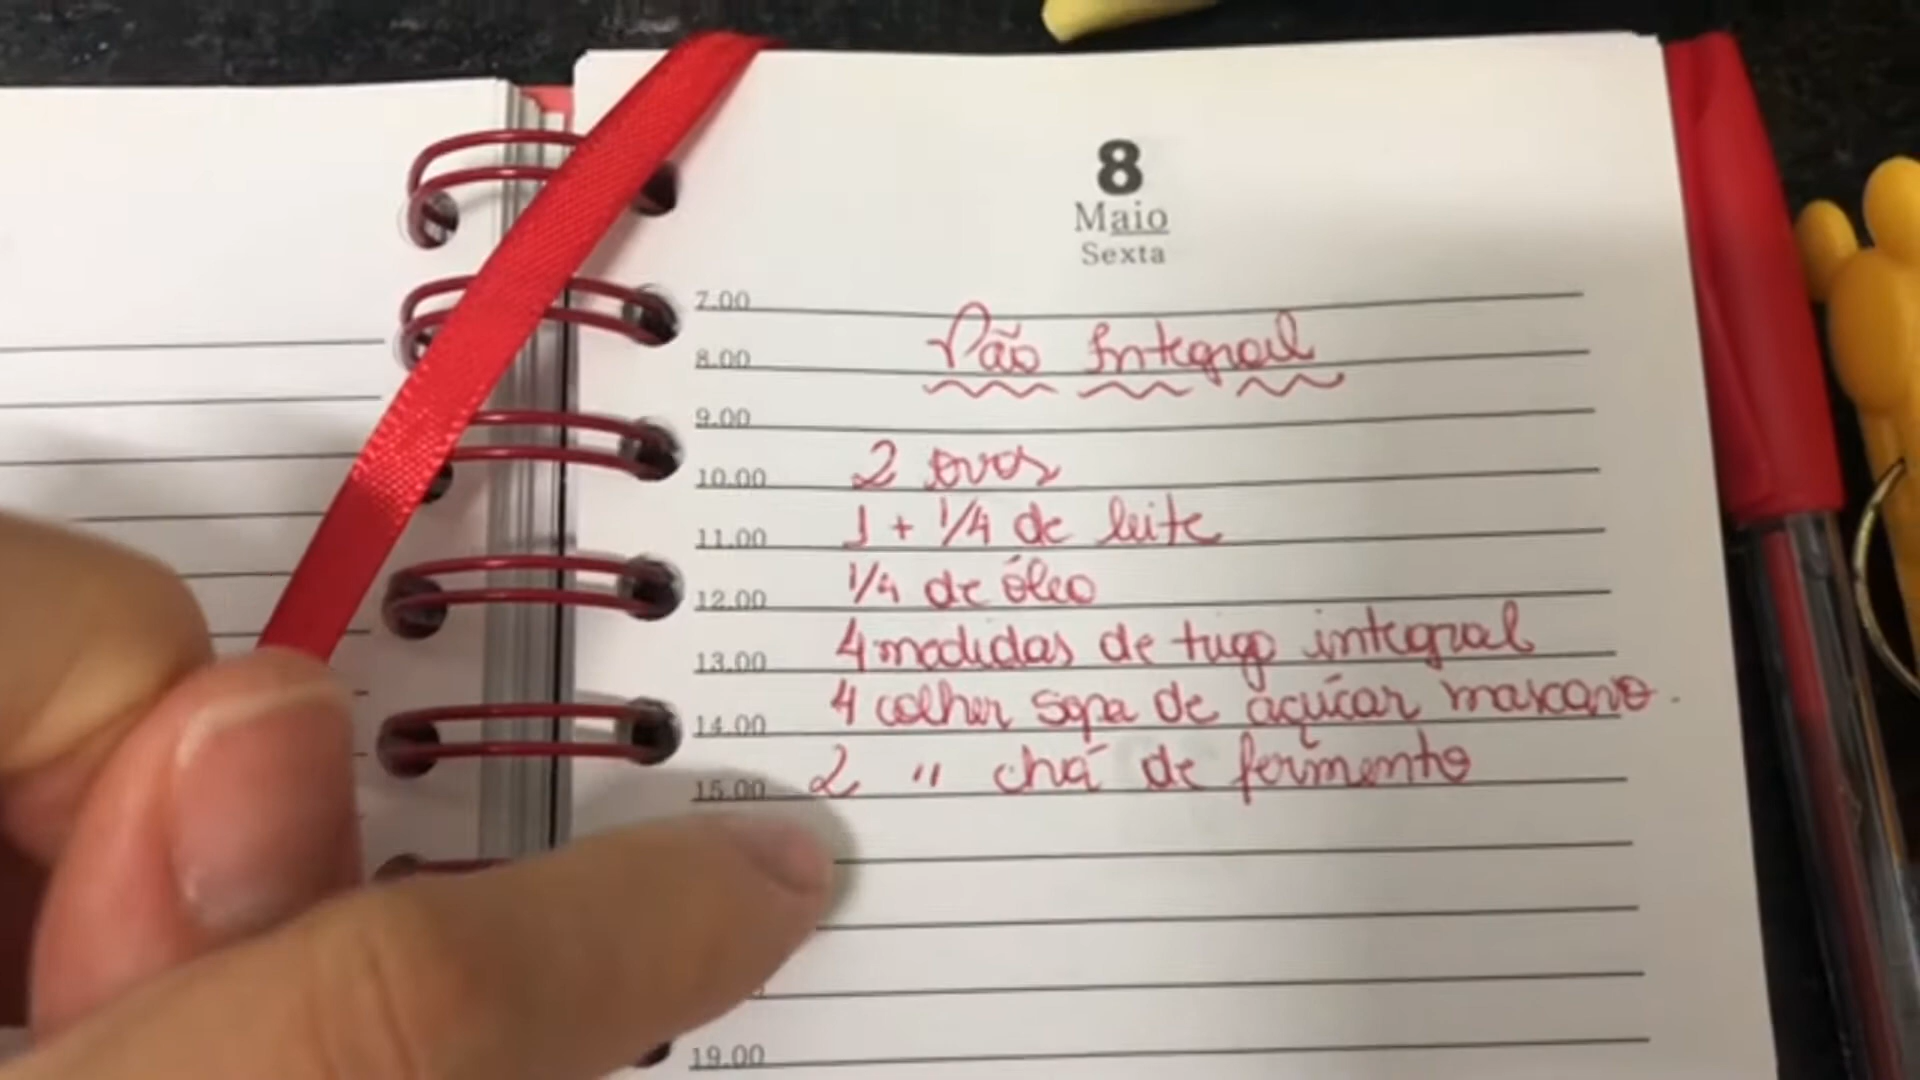 8
Maio
Sexta
7.00
Pão Integral
8.00
9.00
2 ovos
10.00
1 + 1/4 de leite
11.00
1/4 de óleo
12.00
4 medidas de tugo integral
13.00
4 colher sopa de açúcar mascavo.
14.00
2 " chá de fermento
15.00
19.00